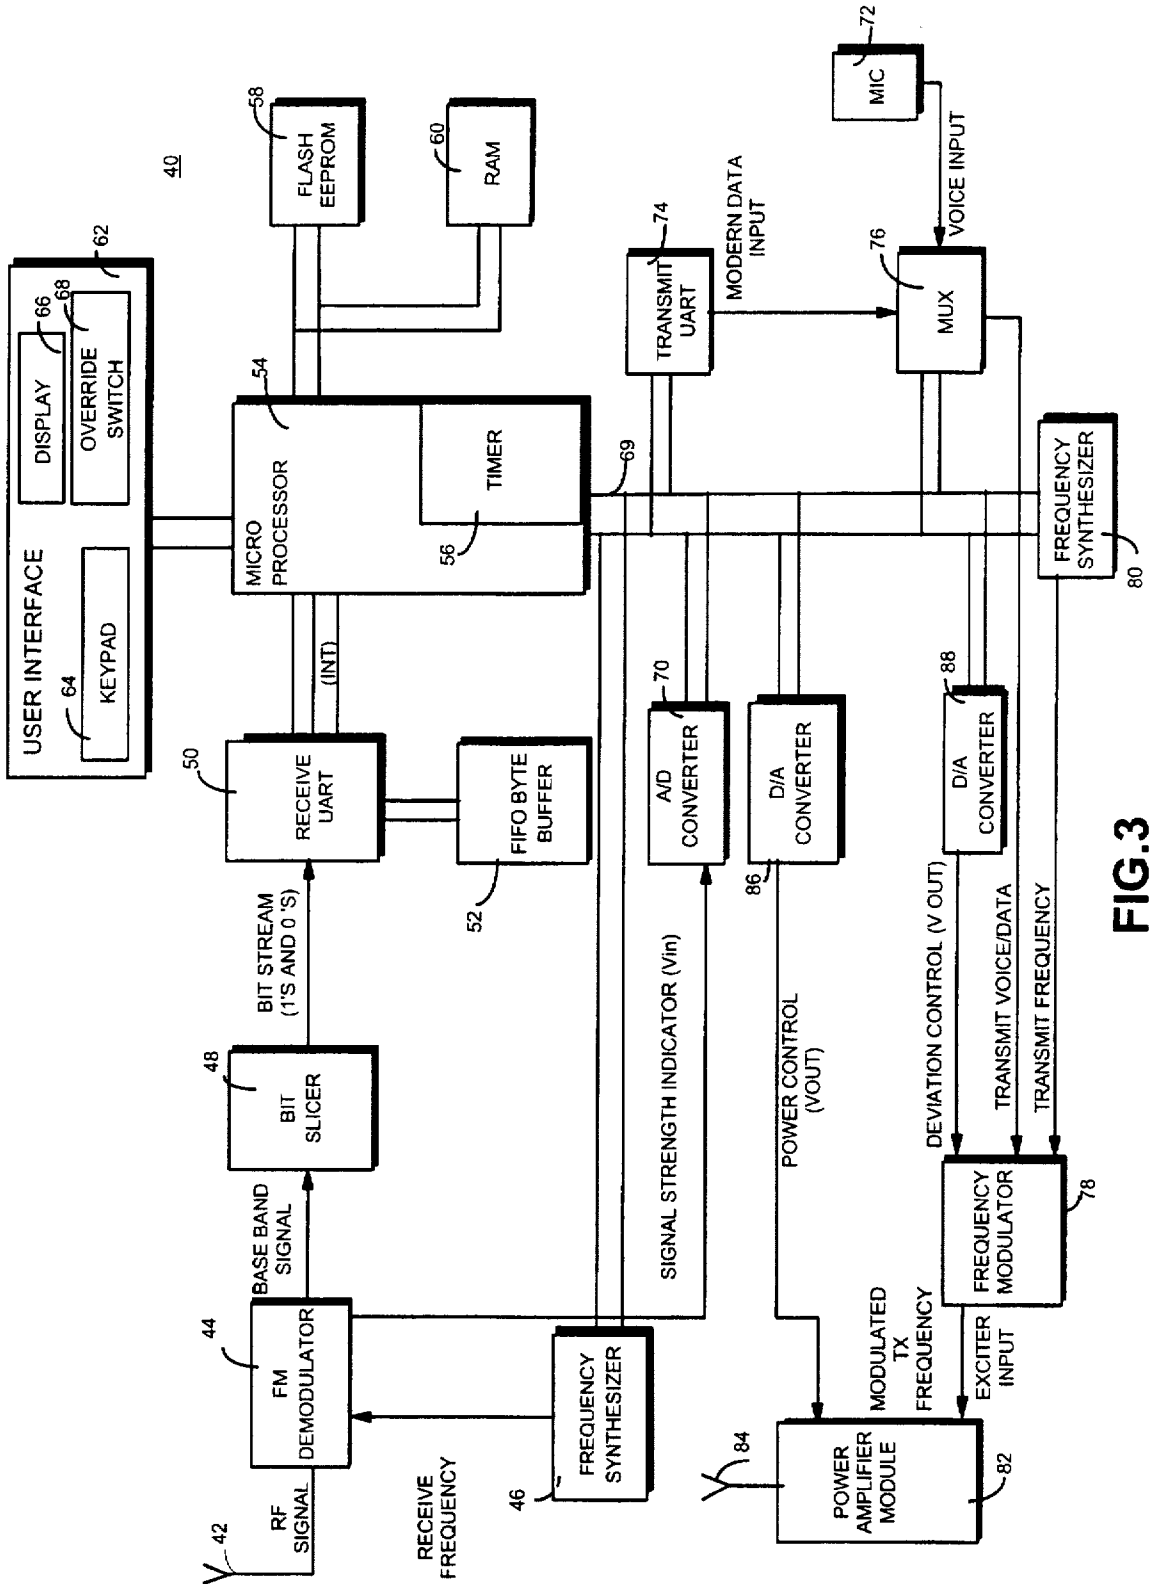 40
USER INTERFACE
62
64
KEYPAD
DISPLAY
66
OVERRIDE
SWITCH
68
58
FLASH
EEPROM
60
RAM
54
MICRO
PROCESSOR
TIMER
56
(INT)
50
RECEIVE
UART
FIFO BYTE
BUFFER
52
BIT STREAM
(1'S AND 0 'S)
48
BIT
SLICER
BASE BAND
SIGNAL
44
FM
DEMODULATOR
RF
SIGNAL
42
RECEIVE
FREQUENCY
46
FREQUENCY
SYNTHESIZER
SIGNAL STRENGTH INDICATOR (Vin)
70
A/D
CONVERTER
69
74
TRANSMIT
UART
MODERN DATA
INPUT
72
MIC
VOICE INPUT
76
MUX
D/A
CONVERTER
86
POWER CONTROL
(VOUT)
88
D/A
CONVERTER
DEVIATION CONTROL (V OUT)
TRANSMIT VOICE/DATA
TRANSMIT FREQUENCY
FREQUENCY
SYNTHESIZER
80
FREQUENCY
MODULATOR
78
MODULATED
TX
FREQUENCY
EXCITER
INPUT
84
POWER
AMPLIFIER
MODULE
82
FIG.3